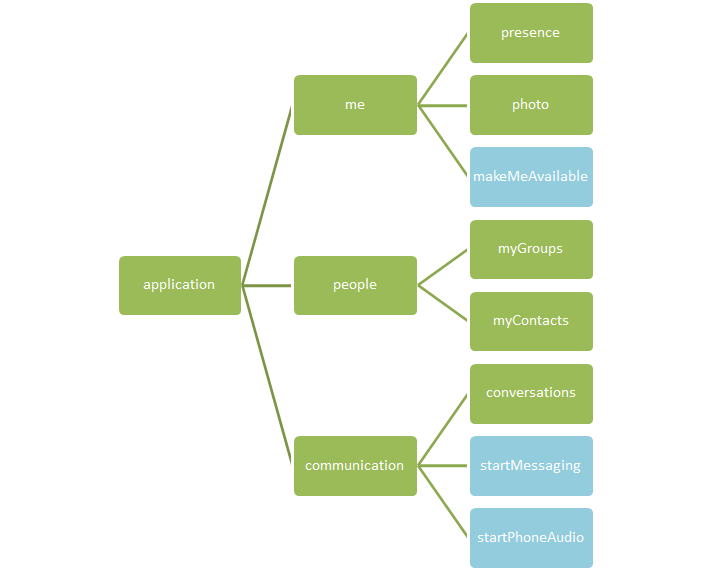 presence
me
photo
makeMeAvailable
application
people
myGroups
myContacts
communication
conversations
startMessaging
startPhoneAudio